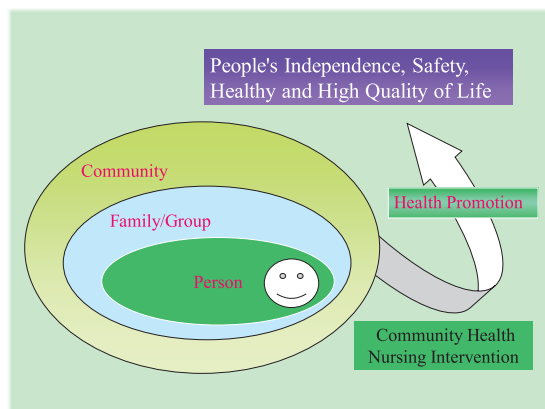 People's Independence, Safety,
Healthy and High Quality of Life
Community
Family/Group
Health Promotion
Person
Community Health
Nursing Intervention